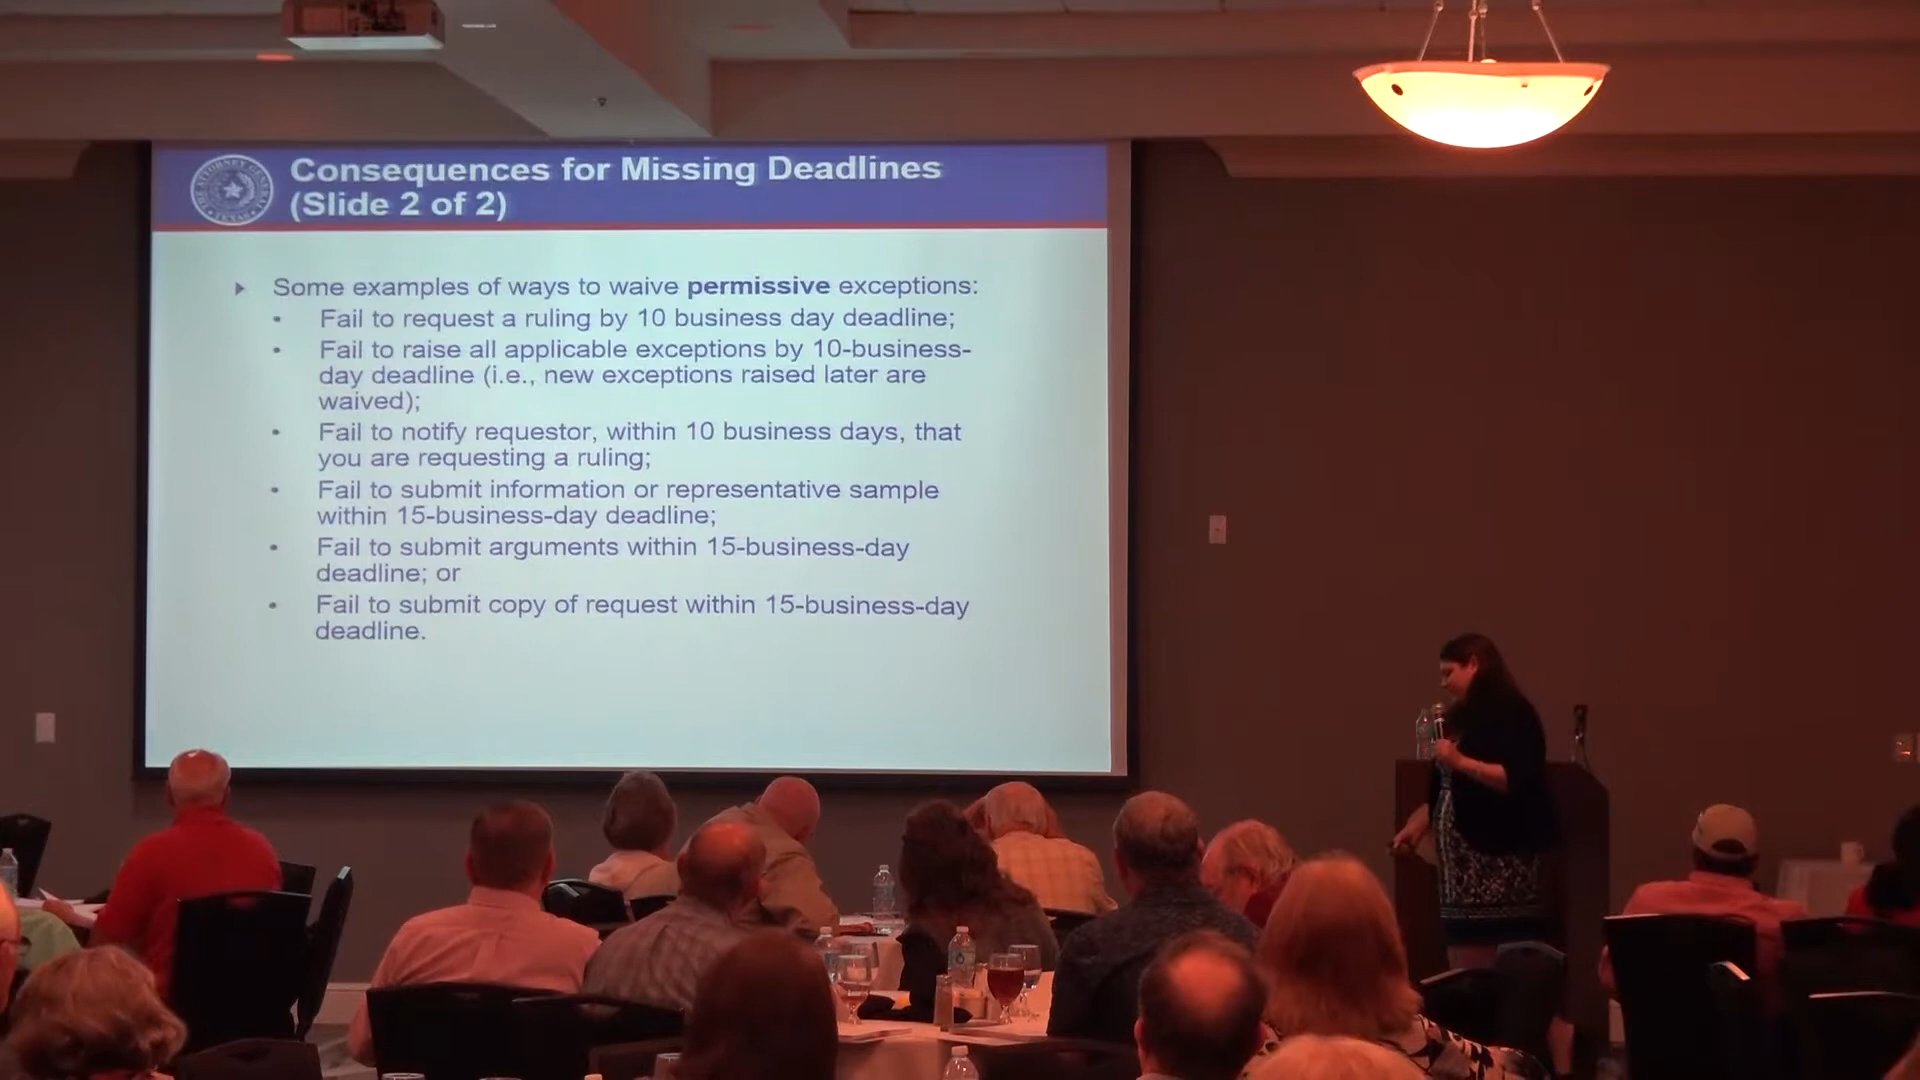 Consequences for Missing Deadlines
(Slide 2 of 2)
Some examples of ways to waive permissive exceptions:
Fail to request a ruling by 10 business day deadline;
Fail to raise all applicable exceptions by 10-business-
day deadline (i.e., new exceptions raised later are
waived);
Fail to notify requestor, within 10 business days, that
you are requesting a ruling;
Fail to submit information or representative sample
within 15-business-day deadline;
Fail to submit arguments within 15-business-day
deadline; or
Fail to submit copy of request within 15-business-day
deadline.